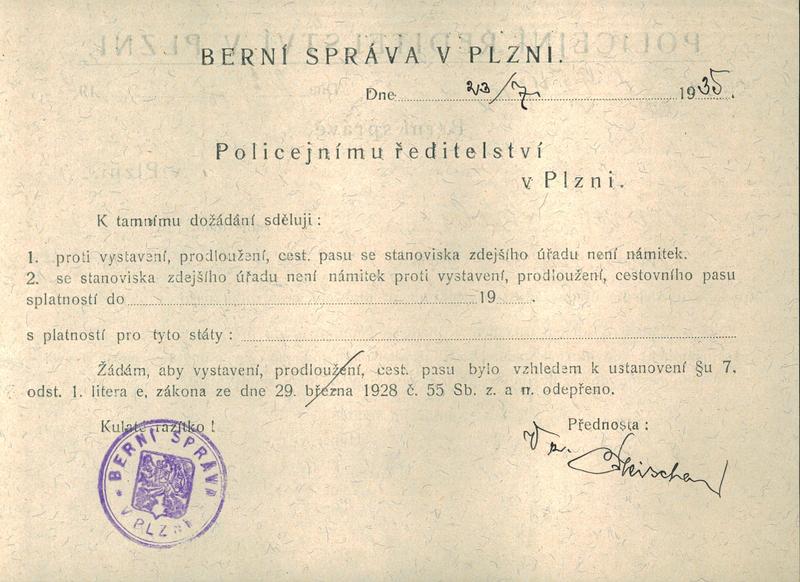 BERNÍ SPRÁVA V PLZNI.
Dne 23/7. 1935.
Policejnímu ředitelství
v Plzni.
K tamnímu dožádání sděluji:
1. proti vystavení, prodloužení, cest. pasu se stanoviska zdejšího úřadu není námitek.
2. se stanoviska zdejšího úřadu není námitek proti vystavení, prodloužení, cestovního pasu
splatností do 19 .
s platností pro tyto státy:
Žádám, aby vystavení, prodloužení, cest. pasu bylo vzhledem k ustanovení §u 7.
odst. 1. litera e, zákona ze dne 29. března 1928 č. 55 Sb. z. a n. odepřeno.
Kulaté razítko!
Přednosta:
BERNÍ SPRÁVA
V PLZNI